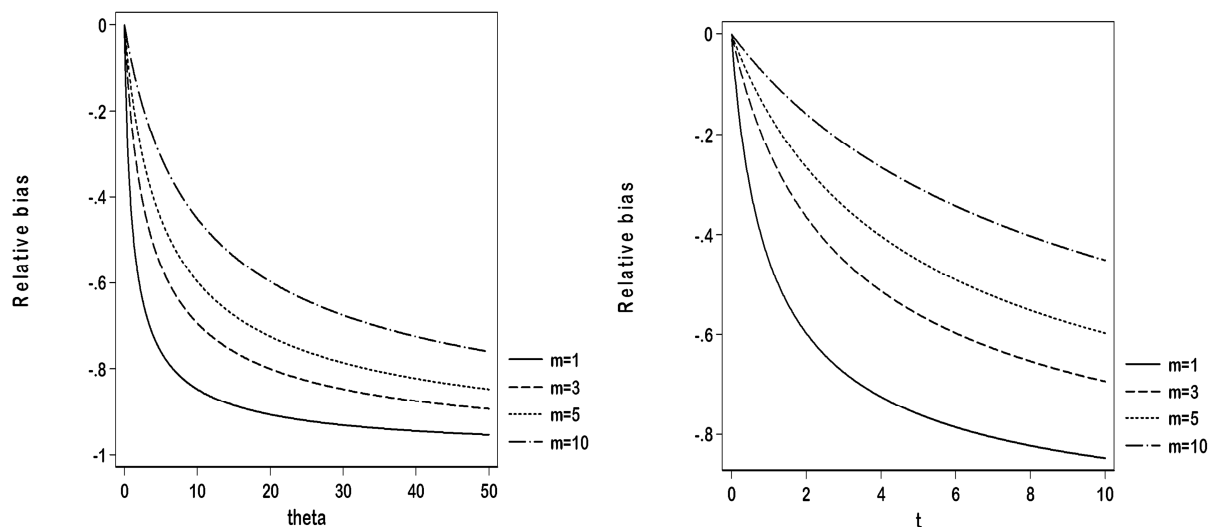 Relative bias
0
-.2
-.4
-.6
-.8
-1
0 10 20 30 40 50
theta
m=1
m=3
m=5
m=10
Relative bias
0
-.2
-.4
-.6
-.8
0 2 4 6 8 10
t
m=1
m=3
m=5
m=10